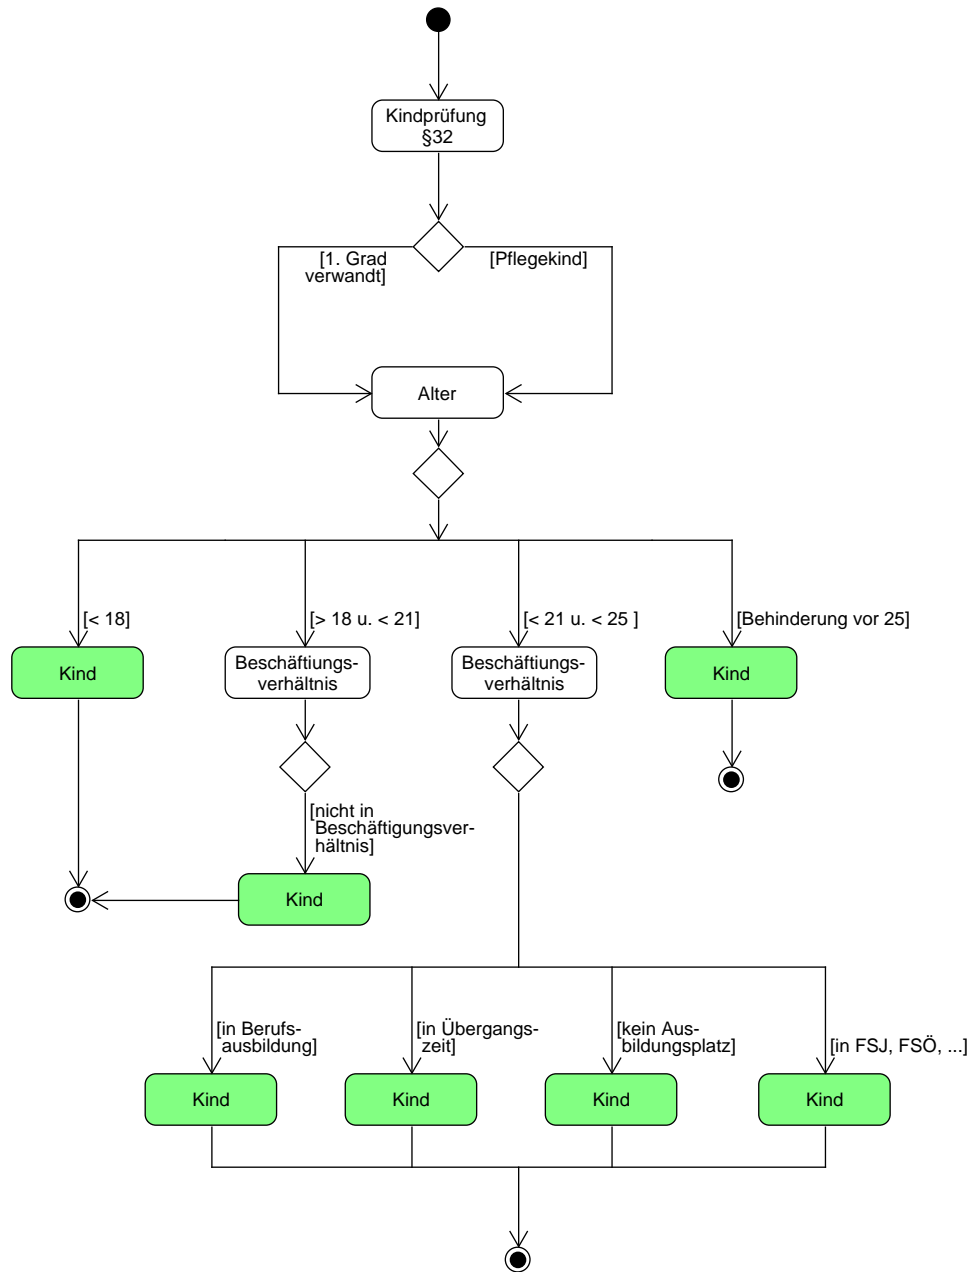 Kindprüfung
§32
[1. Grad
verwandt]
[Pflegekind]
Alter
[< 18]
[> 18 u. < 21]
[< 21 u. < 25 ]
[Behinderung vor 25]
Kind
Beschäftiungs-
verhältnis
Beschäftiungs-
verhältnis
Kind
[nicht in
Beschäftigungsver-
hältnis]
Kind
[in Berufs-
ausbildung]
[in Übergangs-
zeit]
[kein Aus-
bildungsplatz]
[in FSJ, FSÖ, ...]
Kind
Kind
Kind
Kind